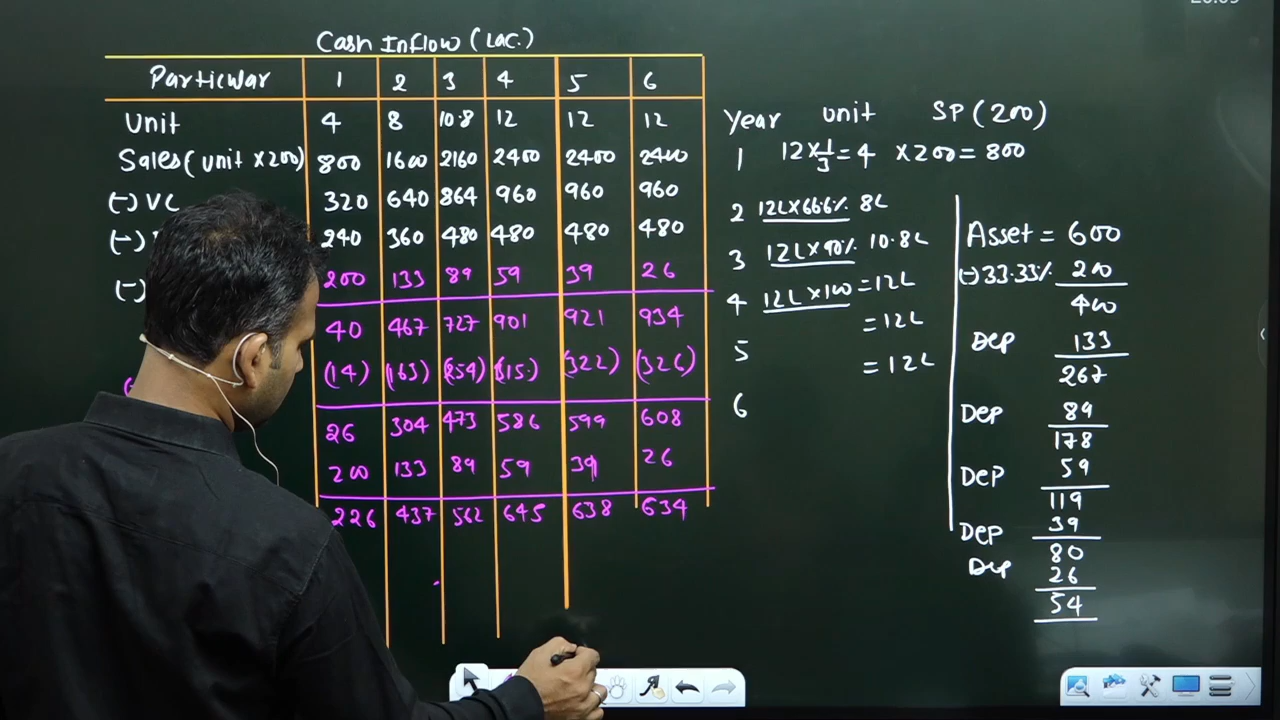 Cash Inflow (Lac.)
Particular 1 2 3 4 5 6
Unit 4 8 10.8 12 12 12
Sales (unit x200) 800 1600 2160 2400 2400 2400
(-) VC 320 640 864 960 960 960
(-) 240 360 480 480 480 480
(-) 200 133 89 59 39 26
40 467 727 901 921 934
(14) (163) (254) (315) (322) (326)
26 304 473 586 599 608
200 133 89 59 39 26
226 437 562 645 638 634
Year unit SP (200)
1 12 x 1/3 = 4 x 200 = 800
2 12L x 66.6% 8L
3 12L x 90% 10.8L
4 12L x 100 = 12L
5 = 12L
6 = 12L
Asset = 600
(-) 33.33% 200
400
Dep 133
267
Dep 89
178
Dep 59
119
Dep 39
80
Dep 26
54